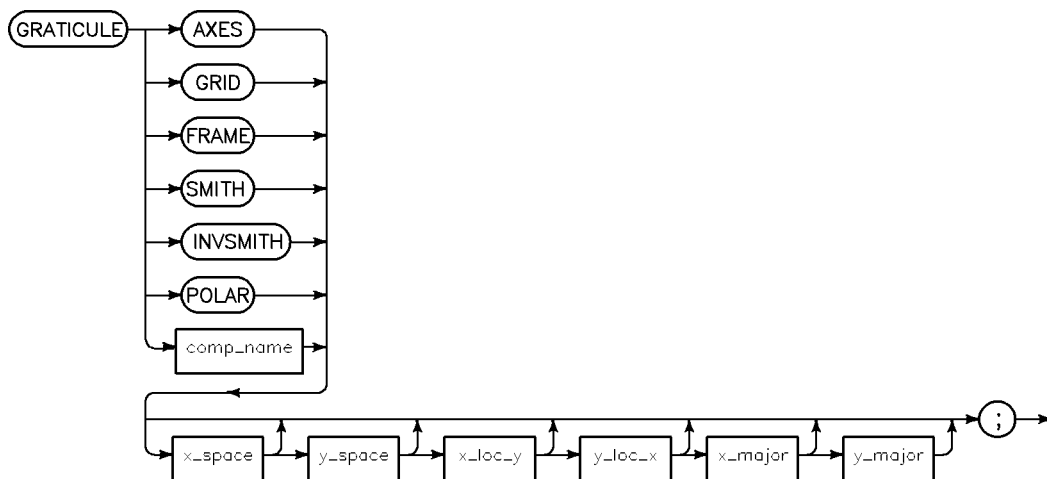 GRATICULE AXES
GRID
FRAME
SMITH
INVSMITH
POLAR
comp_name
x_space y_space x_loc_y y_loc_x x_major y_major ;